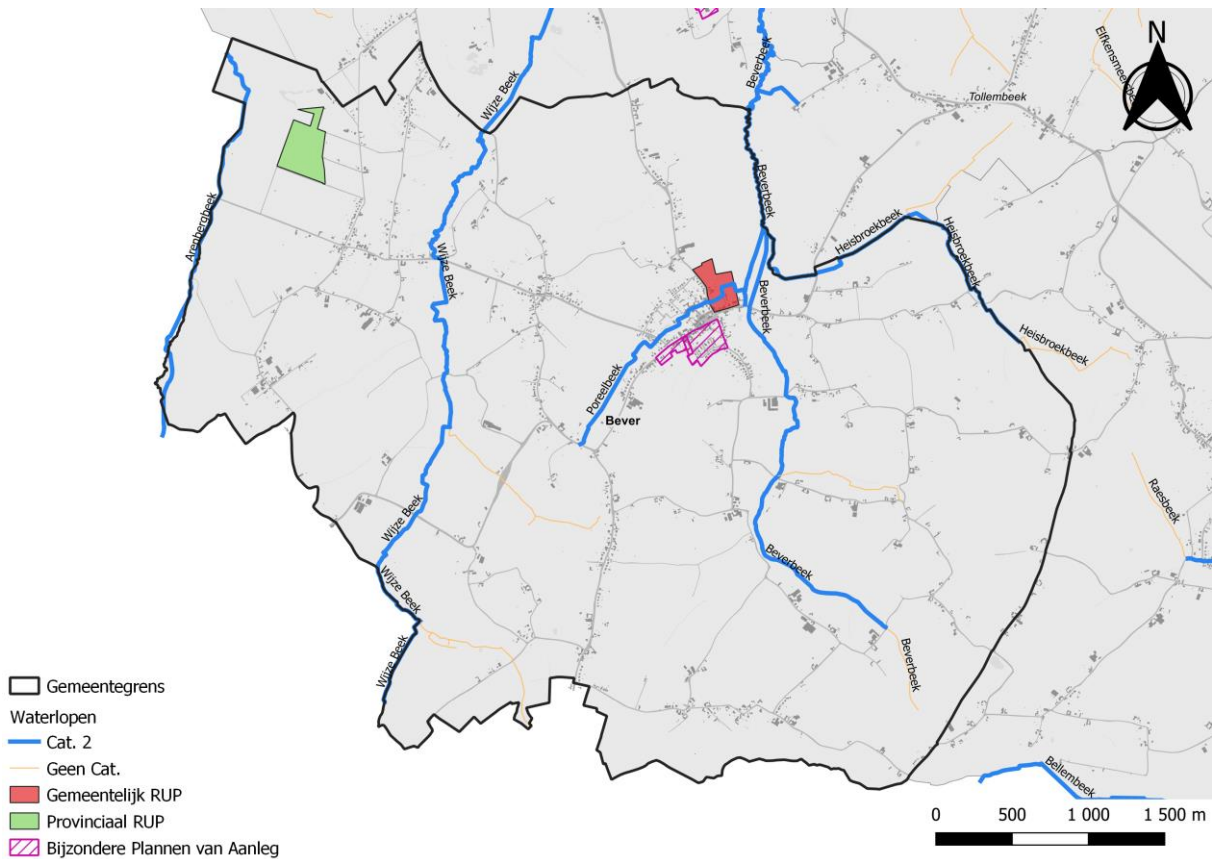 Beverbeek
N
Elfkensmeerbeek
Wijze Beek
Tollembeek
Beverbeek
Arenbergbeek
Heisbroekbeek
Heisbroekbeek
Wijze Beek
Beverbeek
Heisbroekbeek
Poreelbeek
Bever
Raesbeek
Wijze Beek
Beverbeek
Wijze Beek
Beverbeek
Wijze Beek
Bellembeek
Gemeentegrens
Waterlopen
Cat. 2
Geen Cat.
Gemeentelijk RUP
Provinciaal RUP
Bijzondere Plannen van Aanleg
0 500 1 000 1 500 m